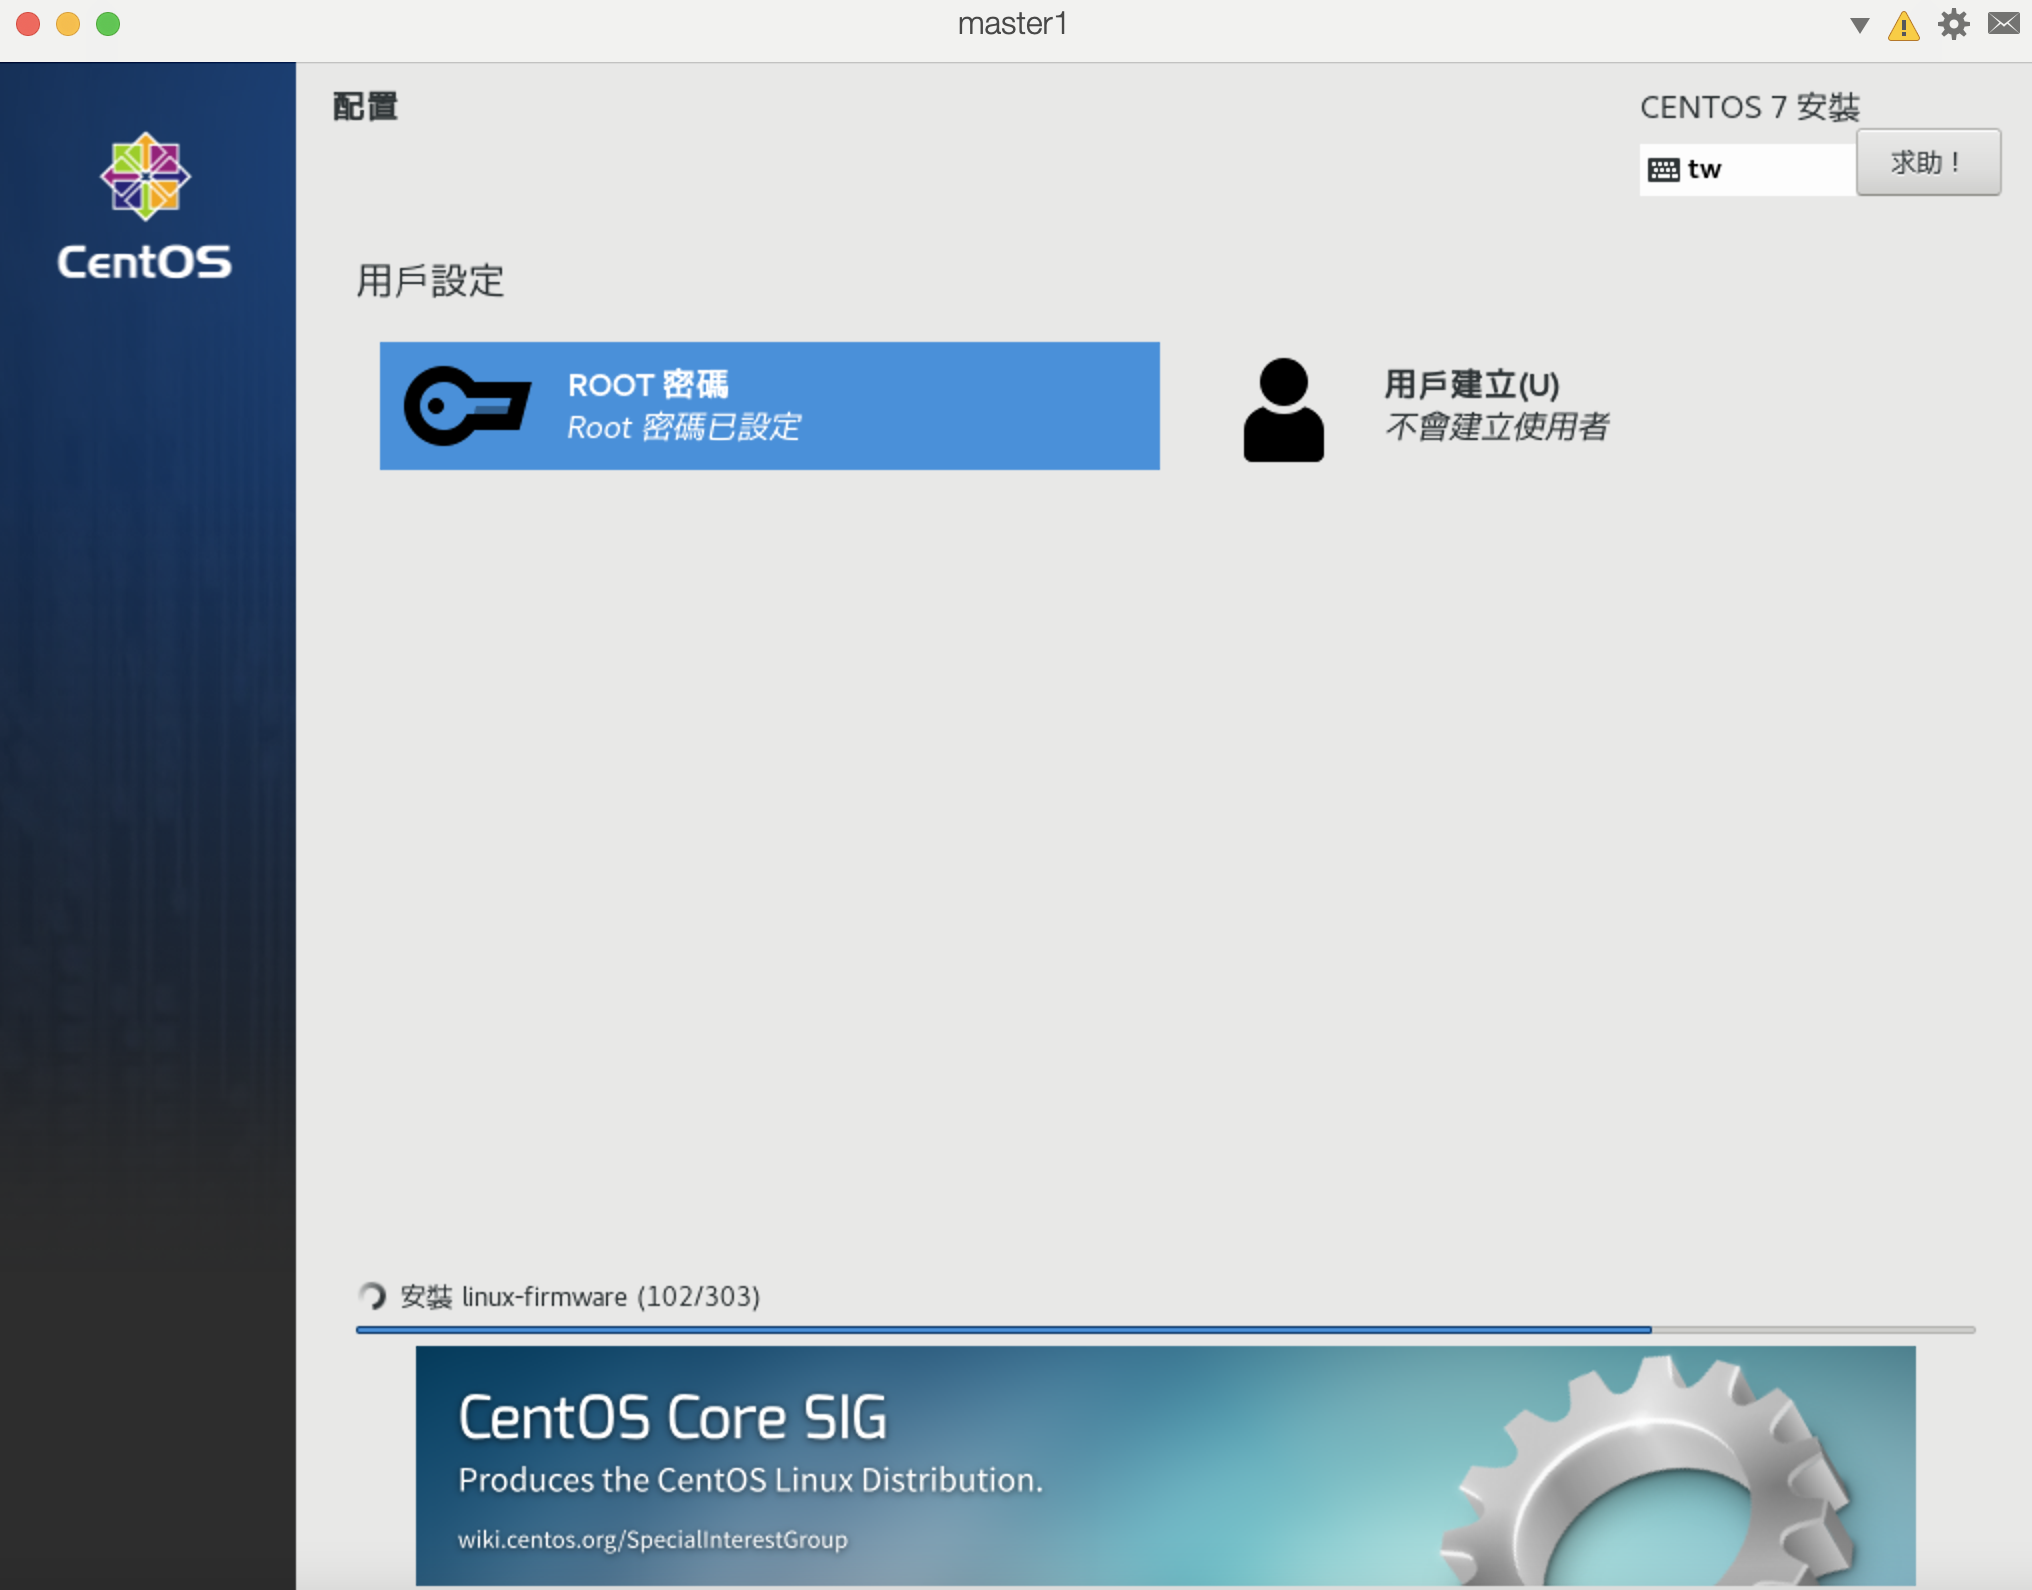 master1
配置
CENTOS 7 安裝
tw
求助！
CentOS
用戶設定
ROOT 密碼
Root 密碼已設定
用戶建立(U)
不會建立使用者
安裝 linux-firmware (102/303)
CentOS Core SIG
Produces the CentOS Linux Distribution.
wiki.centos.org/SpecialInterestGroup